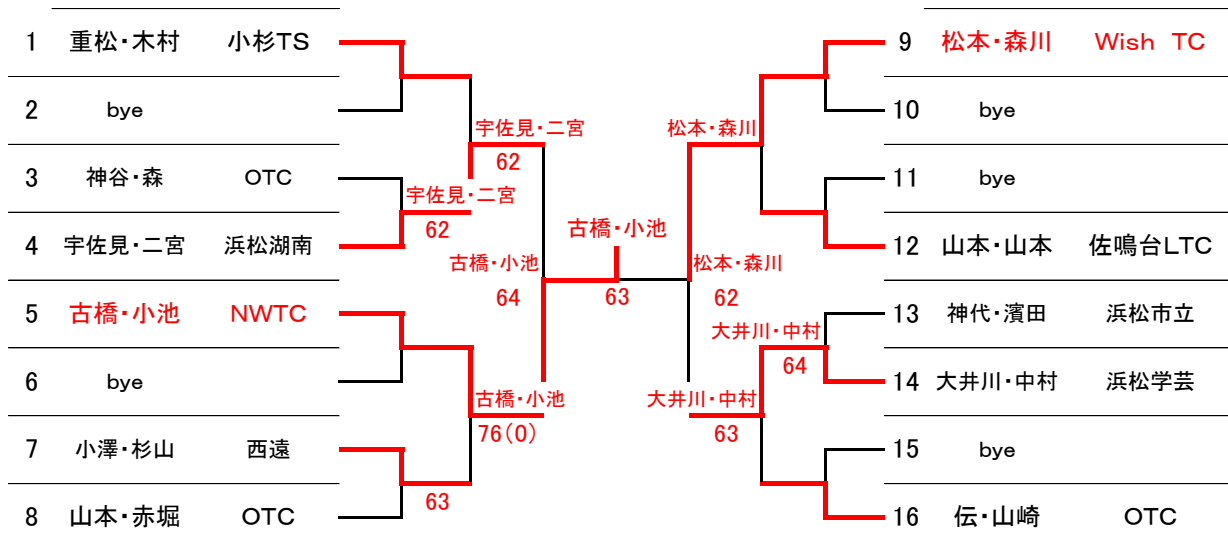 1 重松・木村 小杉TS
2 bye
3 神谷・森 OTC
4 宇佐見・二宮 浜松湖南
5 古橋・小池 NWTC
6 bye
7 小澤・杉山 西遠
8 山本・赤堀 OTC
宇佐見・二宮
62
宇佐見・二宮
62
古橋・小池
64
古橋・小池
76(0)
63
古橋・小池
63
松本・森川
松本・森川
62
大井川・中村
64
大井川・中村
63
9 松本・森川 Wish TC
10 bye
11 bye
12 山本・山本 佐鳴台LTC
13 神代・濱田 浜松市立
14 大井川・中村 浜松学芸
15 bye
16 伝・山崎 OTC